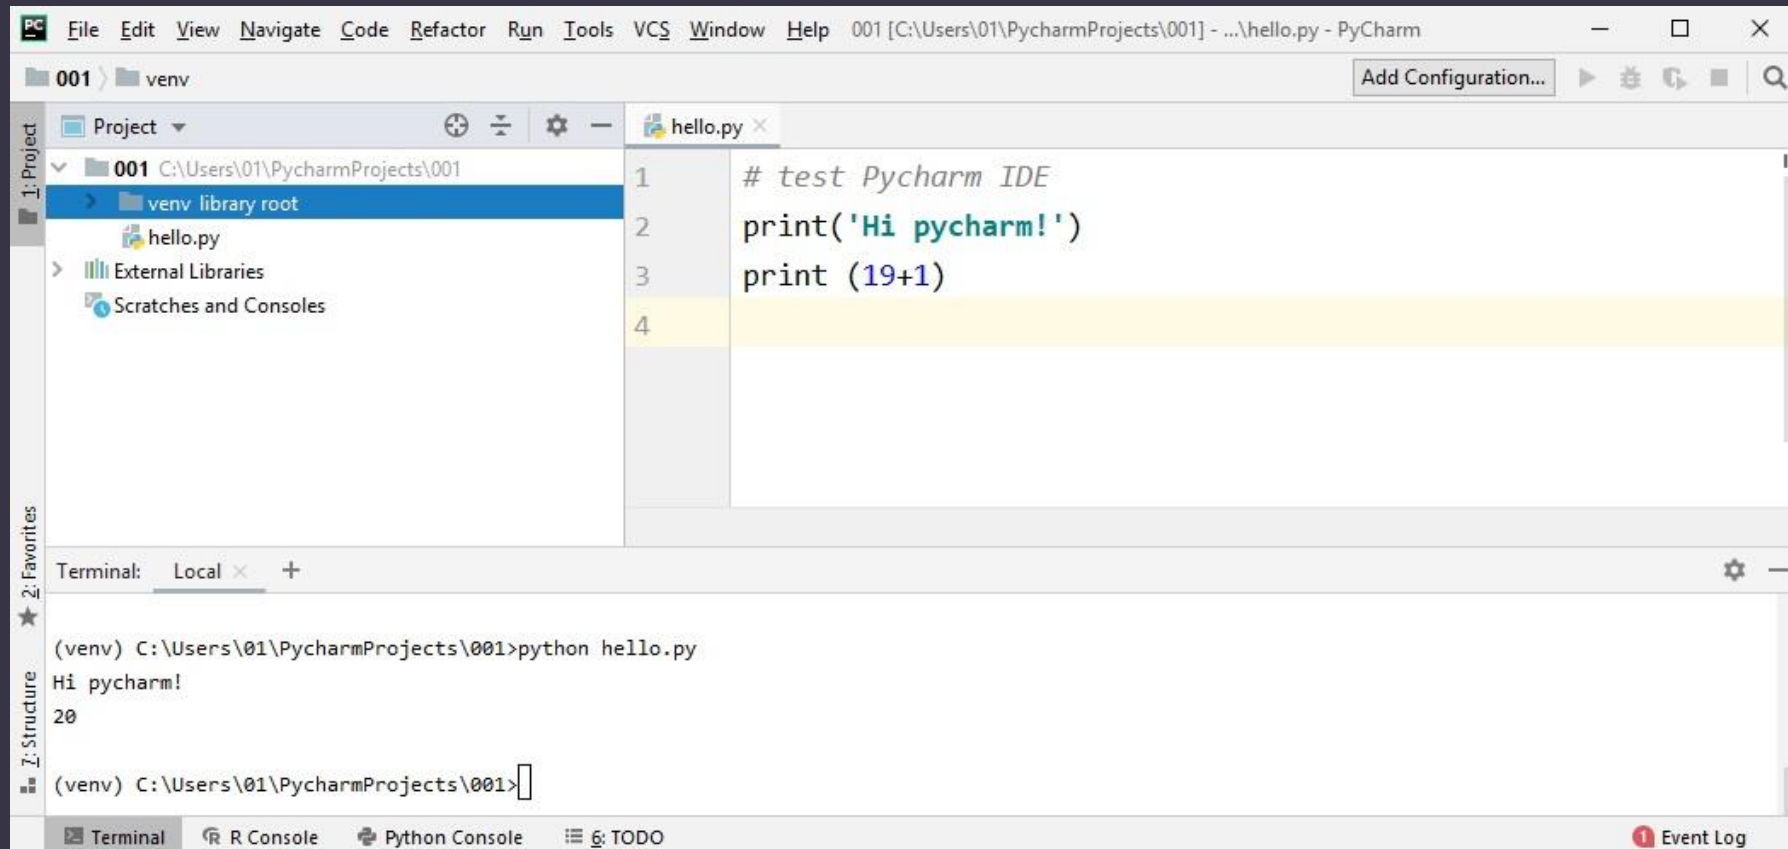 PC File Edit View Navigate Code Refactor Run Tools VCS Window Help 001 [C:\Users\01\PycharmProjects\001] - ...\hello.py - PyCharm
001 venv Add Configuration...
1: Project
Project
hello.py
001 C:\Users\01\PycharmProjects\001
venv library root
hello.py
External Libraries
Scratches and Consoles
1 # test Pycharm IDE
2 print('Hi pycharm!')
3 print (19+1)
4
2: Favorites
7: Structure
Terminal: Local +
(venv) C:\Users\01\PycharmProjects\001>python hello.py
Hi pycharm!
20
(venv) C:\Users\01\PycharmProjects\001>
Terminal R Console Python Console 6: TODO 1 Event Log